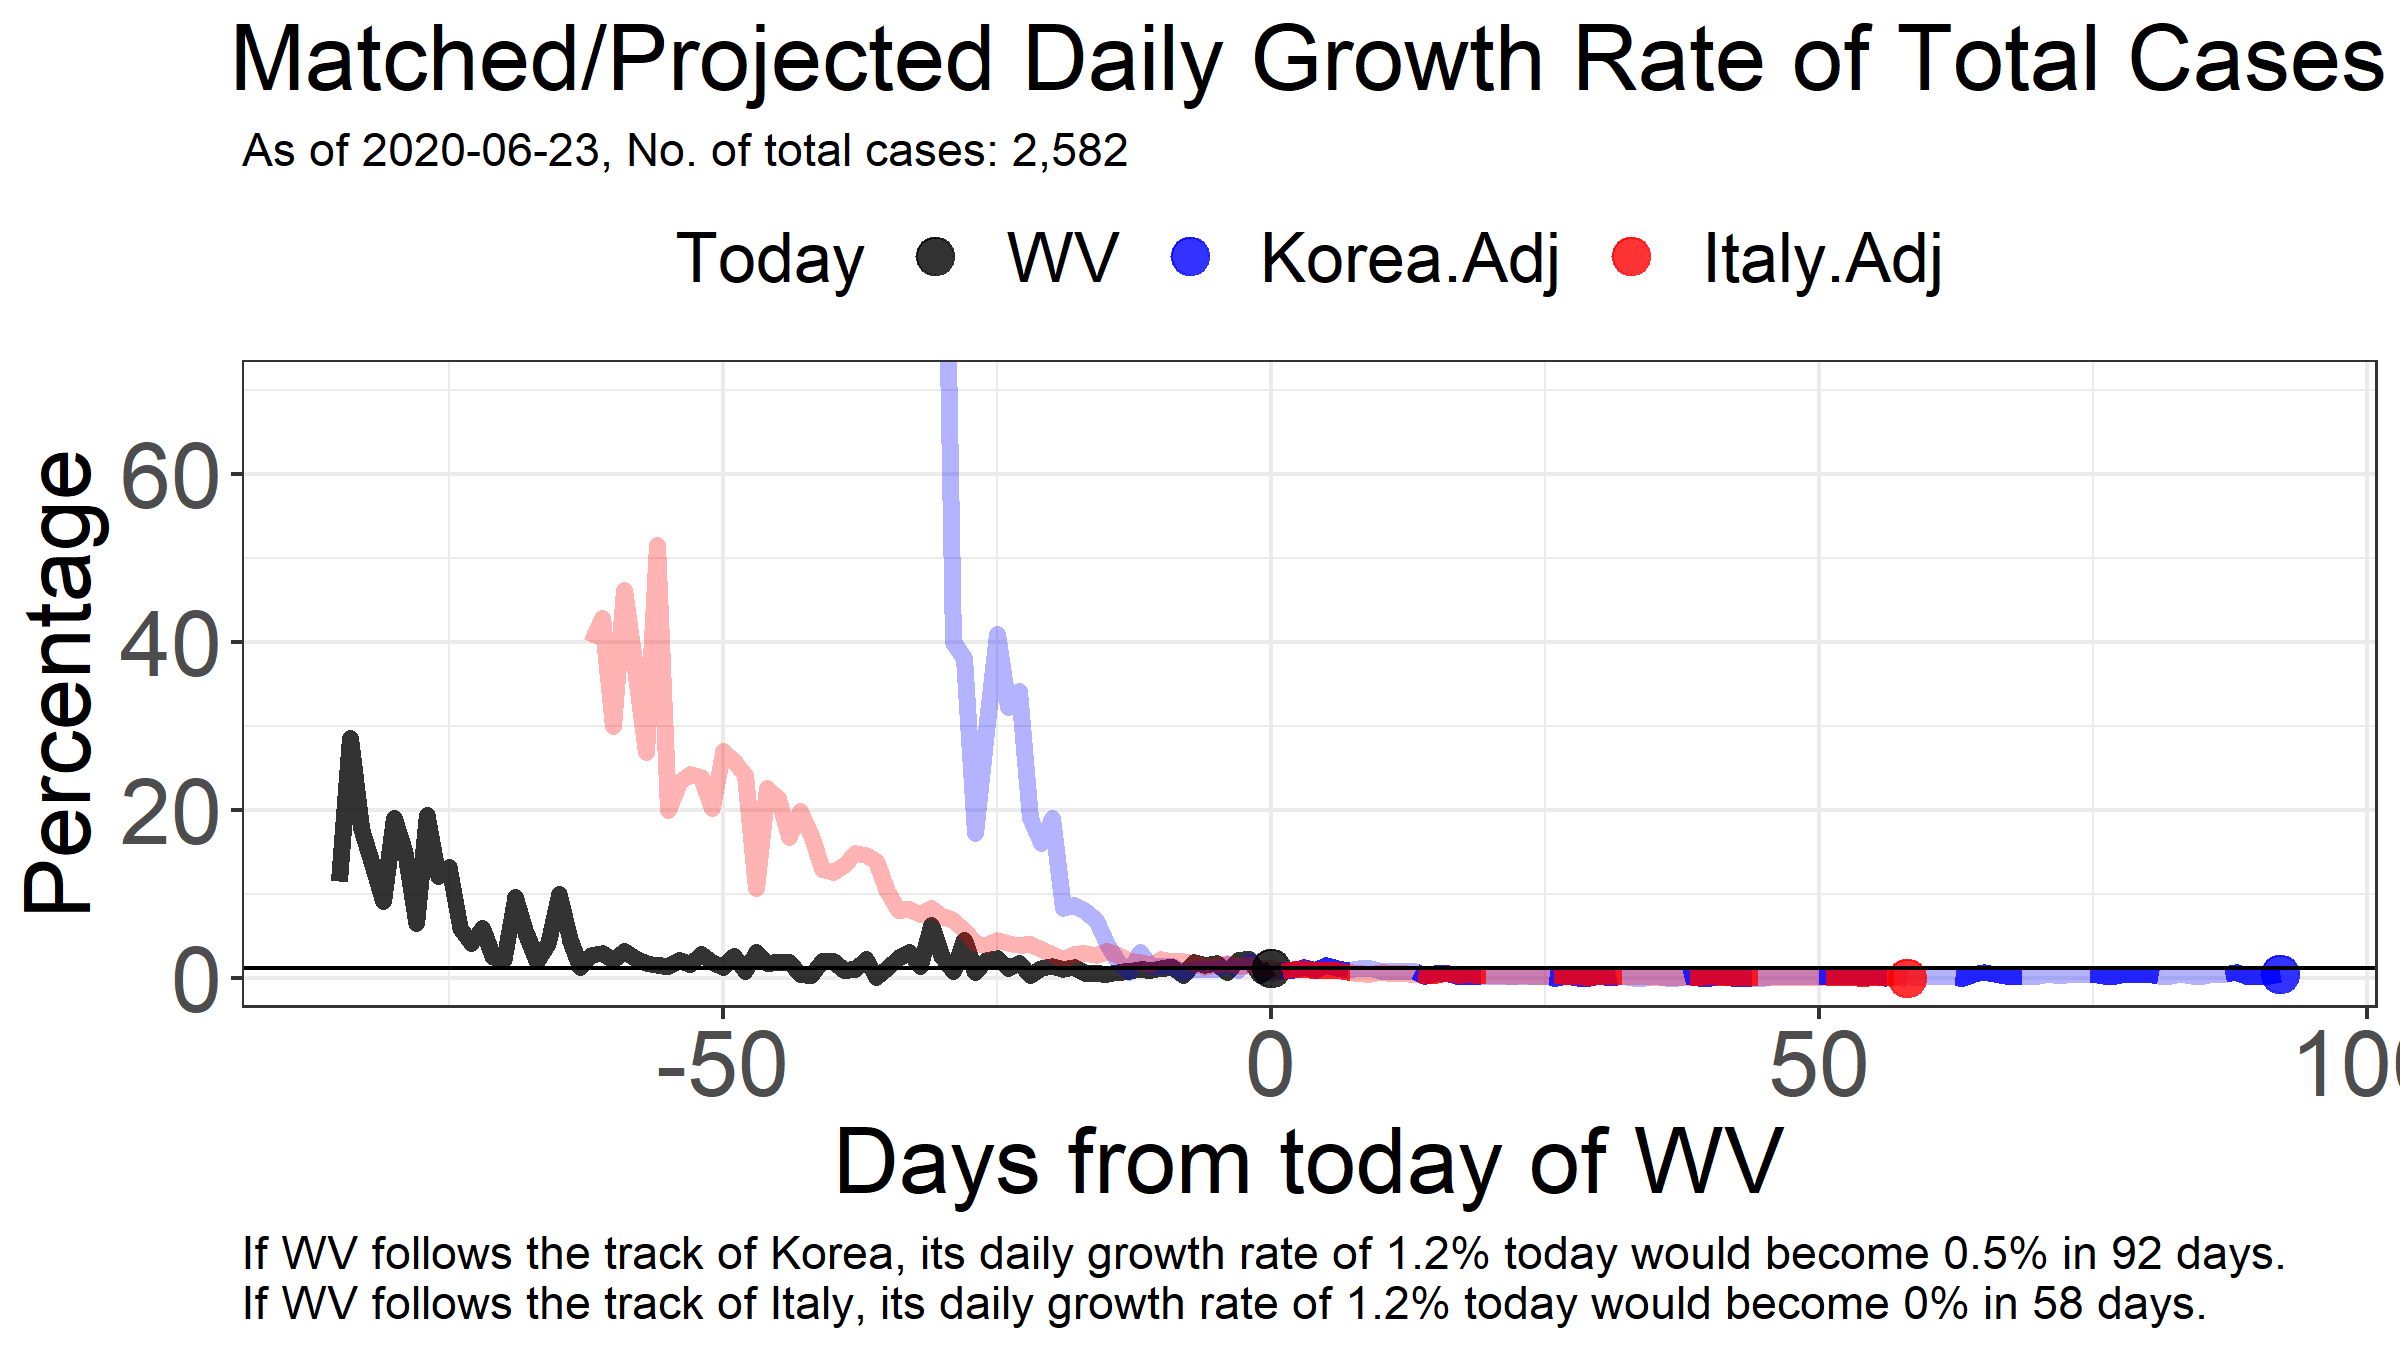 Matched/Projected Daily Growth Rate of Total Cases
As of 2020-06-23, No. of total cases: 2,582
Today WV Korea.Adj Italy.Adj
Percentage
60
40
20
0
-50 0 50 100
Days from today of WV
If WV follows the track of Korea, its daily growth rate of 1.2% today would become 0.5% in 92 days.
If WV follows the track of Italy, its daily growth rate of 1.2% today would become 0% in 58 days.